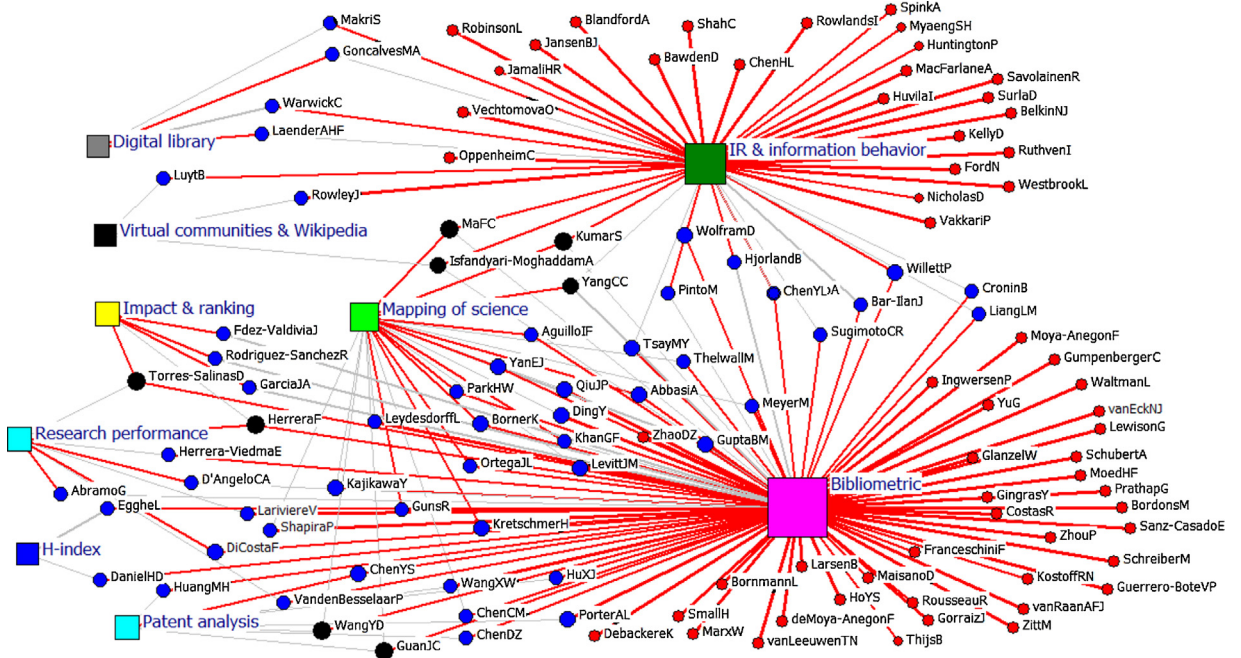 MakriS
RobinsonL
BlandfordA
ShahC
RowlandsI
SpinkA
MyaengSH
GoncalvesMA
JansenBJ
HuntingtonP
JamaliHR
BawdenD
ChenHL
MacFarlaneA
SavolainenR
WarwickC
VechtomovaO
HuvilaI
SurlaD
BelkinNJ
LaenderAHF
Digital library
KellyD
OppenheimC
IR & information behavior
RuthvenI
LuytB
FordN
WestbrookL
RowleyJ
NicholasD
VakkariP
Virtual communities & Wikipedia
MaFC
KumarS
WolframD
Isfandyari-MoghaddamA
HjorlandB
WillettP
YangCC
PintoM
CroninB
Bar-IlanJ
LiangLM
Impact & ranking
Mapping of science
Fdez-ValdiviaJ
AguilloIF
SugimotoCR
Moya-AnegonF
TsayMY
Rodriguez-SanchezR
YanEJ
ThelwallM
GumpenbergerC
Torres-SalinasD
GarciaJA
ParkHW
QiuJP
AbbasiA
IngwersenP
WaltmanL
DingY
MeyerM
YuG
vanEckNJ
HerreraF
LeydesdorffL
BornerK
LewisonG
Research performance
KhanGF
ZhaoDZ
GuptaBM
Herrera-ViedmaE
GlanzelW
SchubertA
OrtegaJL
LevittJM
MoedHF
D'AngeloCA
KajikawaY
Bibliometric
AbramoG
GingrasY
PrathapG
EggheL
LariviereV
GunsR
CostasR
BordonsM
ShapiraP
KretschmerH
Sanz-CasadoE
ZhouP
H-index
DiCostaF
FranceschiniF
SchreiberM
DanielHD
HuangMH
ChenYS
WangXW
HuXJ
BornmannL
LarsenB
MaisanoD
KostoffRN
Guerrero-BoteVP
VandenBesselaarP
HoYS
RousseauR
vanRaanAFJ
Patent analysis
WangYD
ChenCM
PorterAL
SmallH
deMoya-AnegonF
GorraizJ
ZittM
GuanJC
ChenDZ
DebackereK
MarxW
vanLeeuwenTN
ThijsB